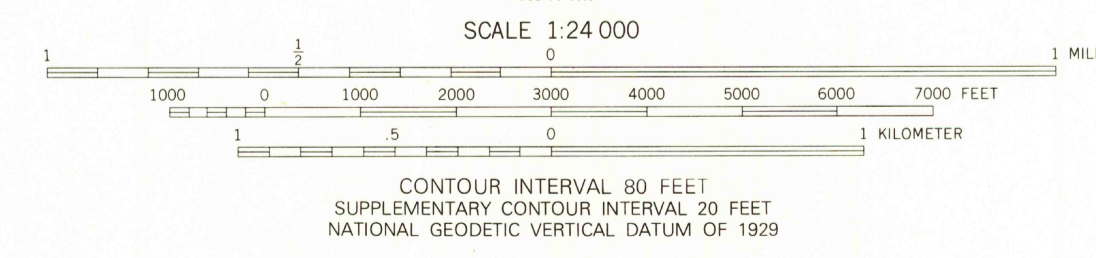 SCALE 1:24 000
1 1/2 0 1 MILE
1000 0 1000 2000 3000 4000 5000 6000 7000 FEET
1 .5 0 1 KILOMETER
CONTOUR INTERVAL 80 FEET
SUPPLEMENTARY CONTOUR INTERVAL 20 FEET
NATIONAL GEODETIC VERTICAL DATUM OF 1929